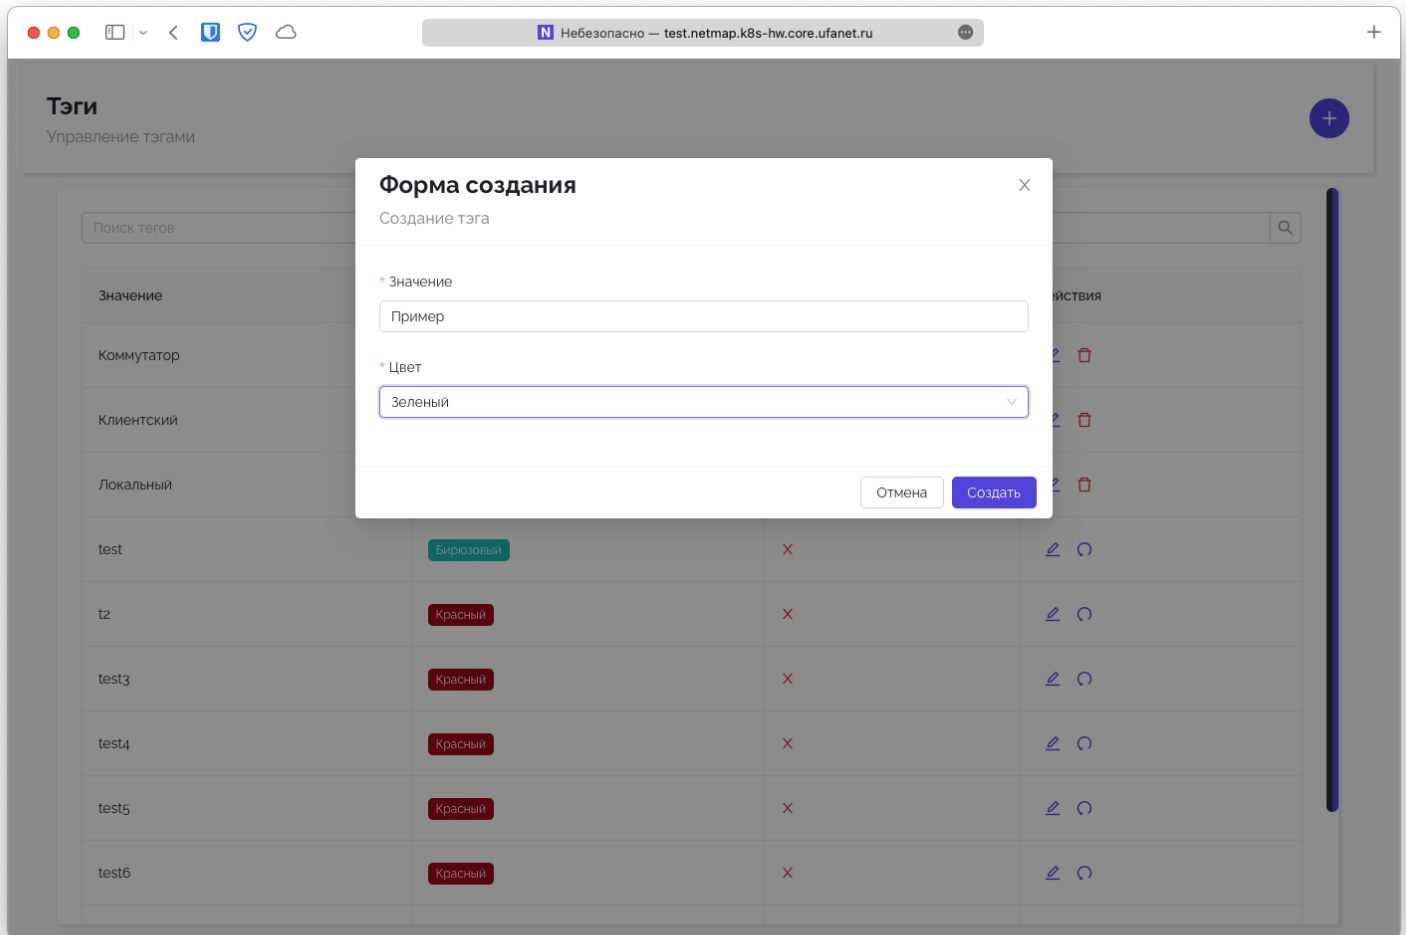 Небезопасно — test.netmap.k8s-hw.core.ufanet.ru
Тэги
Управление тэгами
Форма создания
Создание тэга
Поиск тегов
* Значение
Пример
* Цвет
Зеленый
Отмена
Создать
Значение
Коммутатор
Клиентский
Локальный
test
Бирюзовый
t2
Красный
test3
Красный
test4
Красный
test5
Красный
test6
Красный